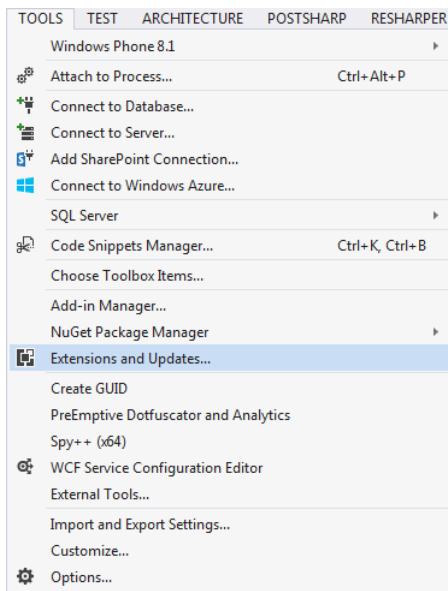 TOOLS TEST ARCHITECTURE POSTSHARP RESHARPER
Windows Phone 8.1
Attach to Process... Ctrl+Alt+P
Connect to Database...
Connect to Server...
Add SharePoint Connection...
Connect to Windows Azure...
SQL Server
Code Snippets Manager... Ctrl+K, Ctrl+B
Choose Toolbox Items...
Add-in Manager...
NuGet Package Manager
Extensions and Updates...
Create GUID
PreEmptive Dotfuscator and Analytics
Spy++ (x64)
WCF Service Configuration Editor
External Tools...
Import and Export Settings...
Customize...
Options...